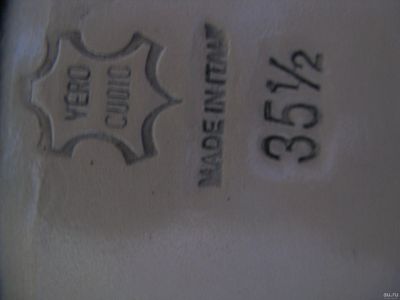 VERO
CUOIO
MADE IN ITALY
35½
au.ru